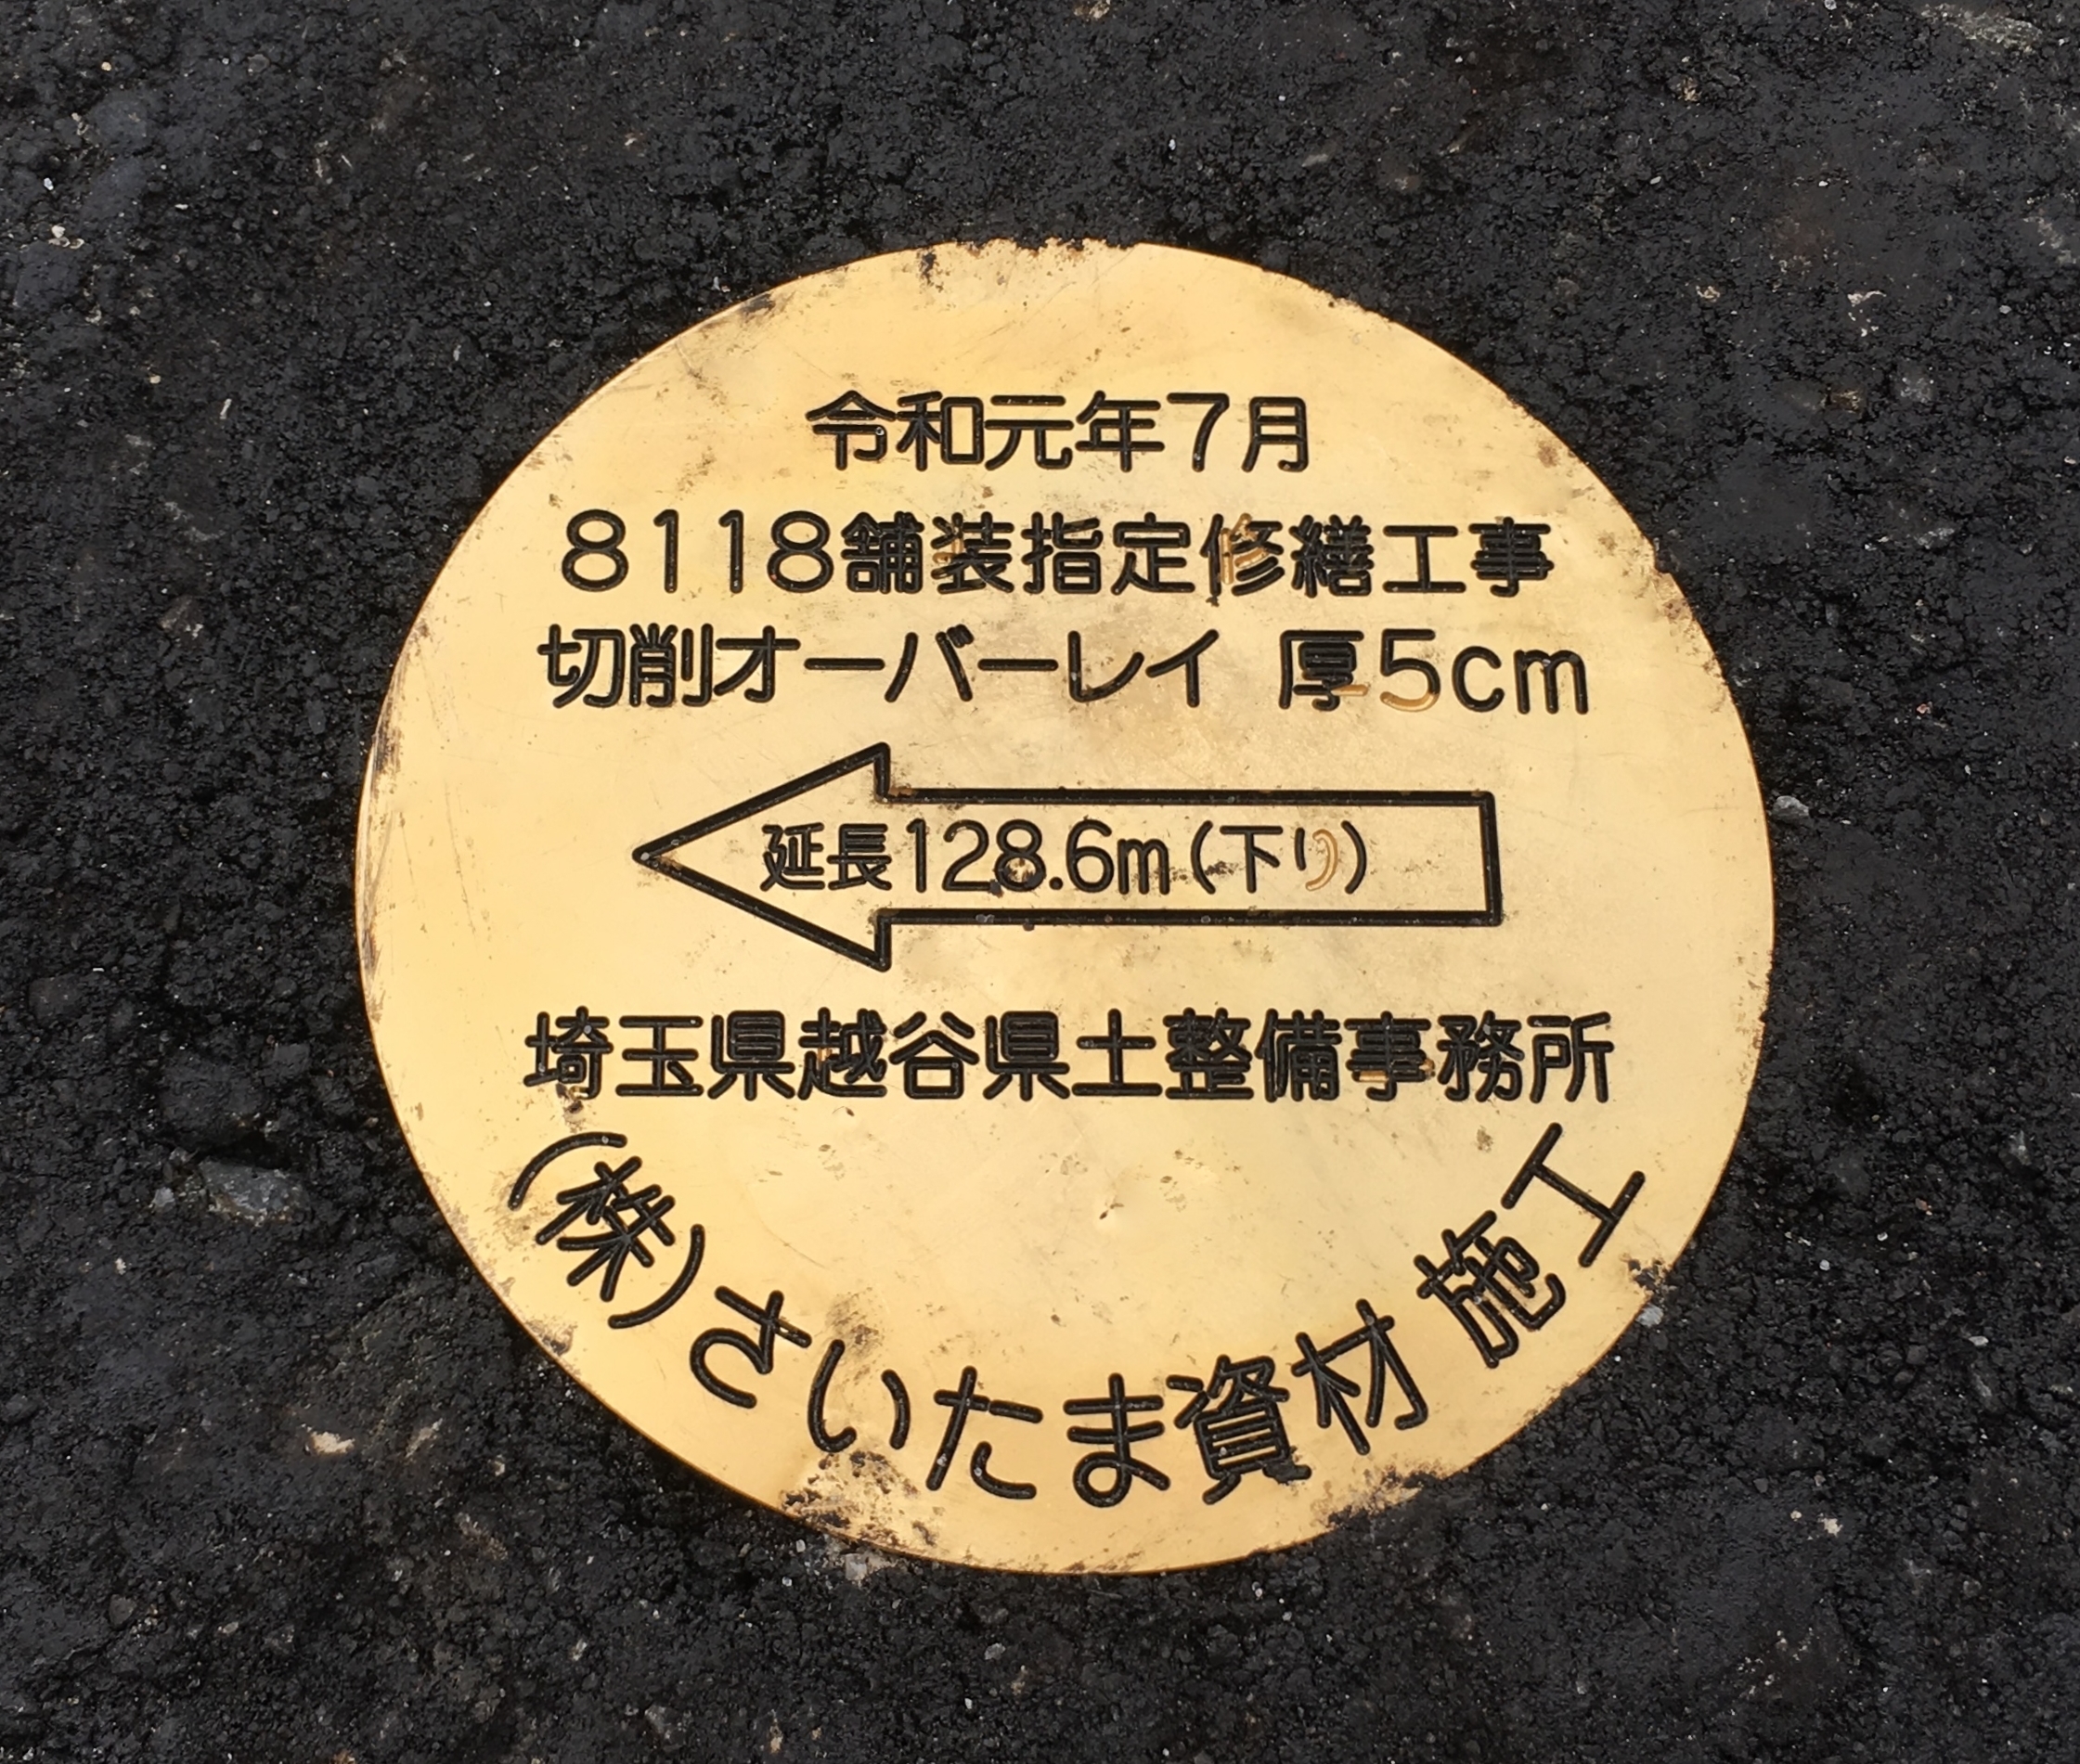 令和元年7月
8118舗装指定修繕工事
切削オーバーレイ 厚5cm
延長128.6m(下り)
埼玉県越谷県土整備事務所
(株)さいたま資材 施工